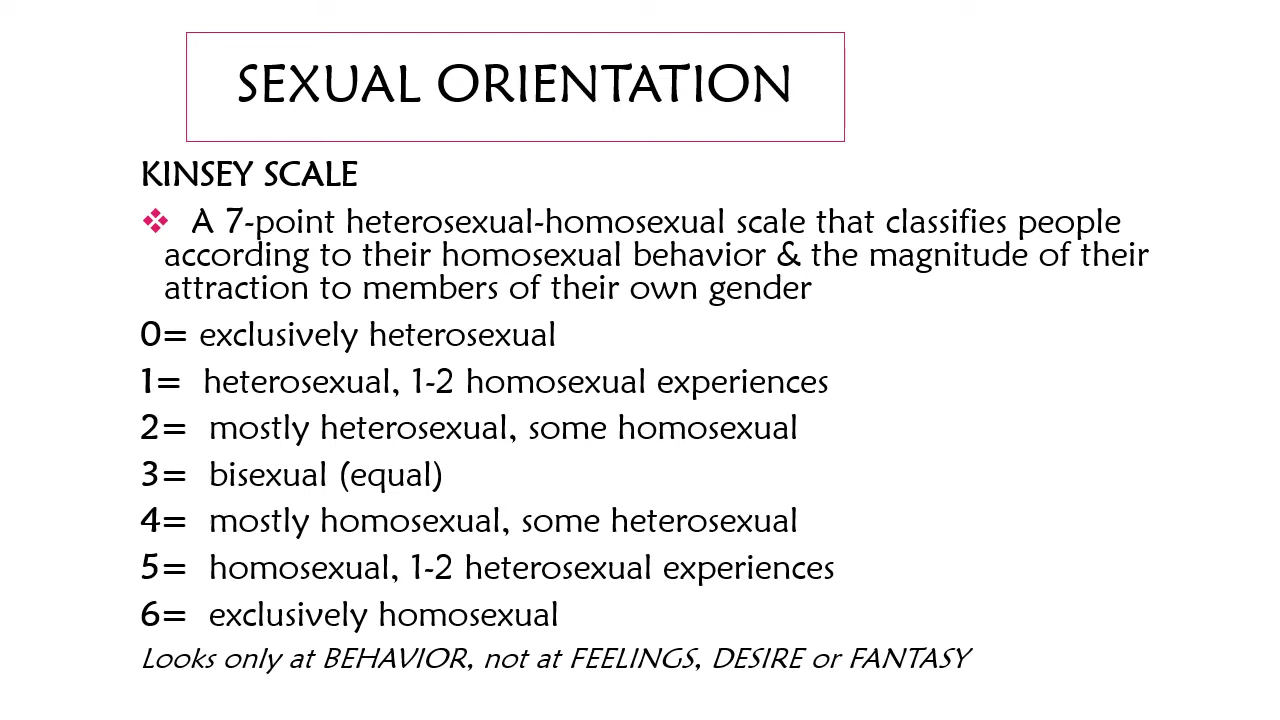 SEXUAL ORIENTATION
KINSEY SCALE
❖ A 7-point heterosexual-homosexual scale that classifies people
according to their homosexual behavior & the magnitude of their
attraction to members of their own gender
0= exclusively heterosexual
1= heterosexual, 1-2 homosexual experiences
2= mostly heterosexual, some homosexual
3= bisexual (equal)
4= mostly homosexual, some heterosexual
5= homosexual, 1-2 heterosexual experiences
6= exclusively homosexual
Looks only at BEHAVIOR, not at FEELINGS, DESIRE or FANTASY